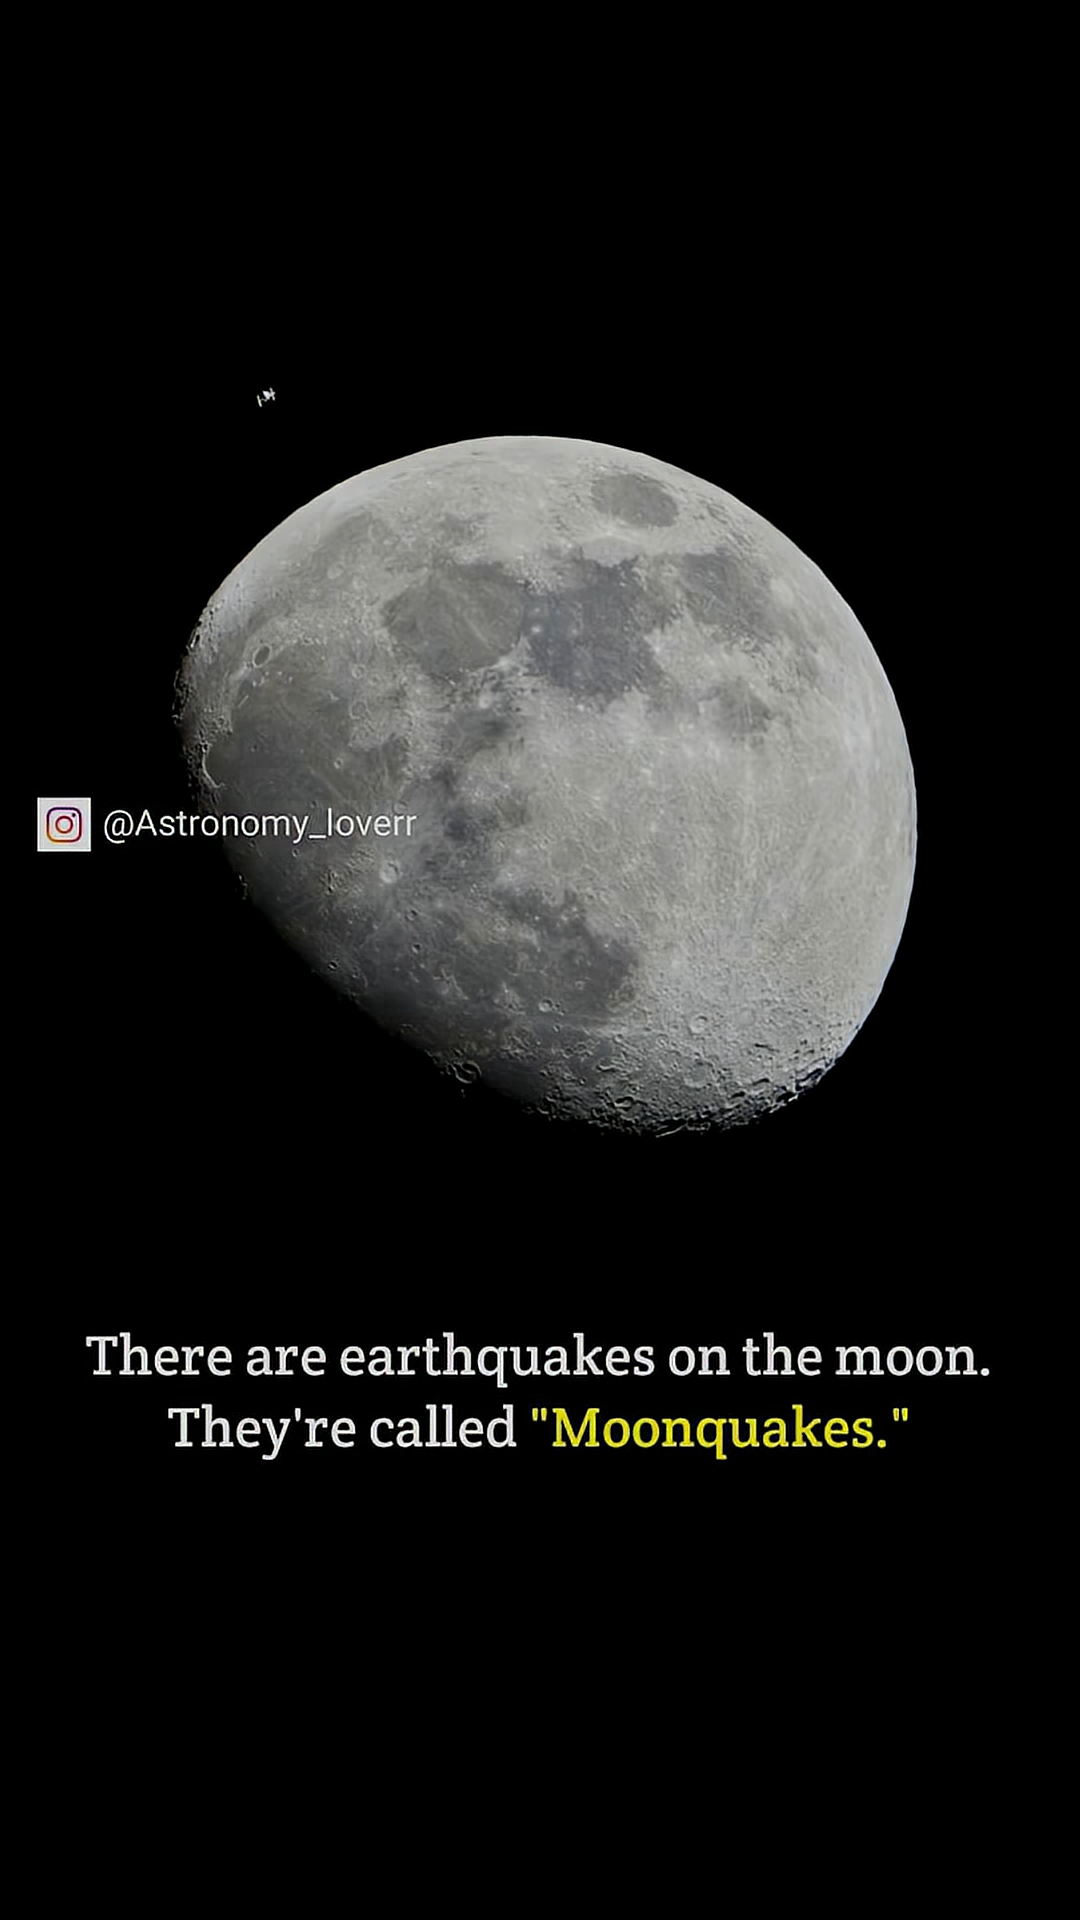 @Astronomy_loverr
There are earthquakes on the moon.
They're called "Moonquakes."